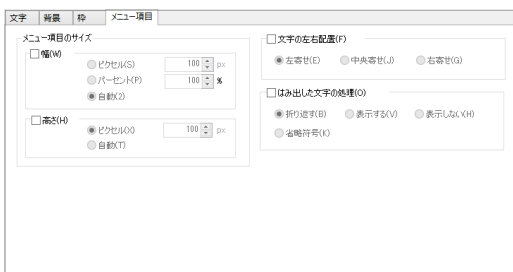 文字 背景 枠 メニュー項目
メニュー項目のサイズ
幅(W)
ピクセル(S) 100 px
パーセント(P) 100 %
自動(2)
高さ(H)
ピクセル(X) 100 px
自動(T)
文字の左右配置(F)
左寄せ(E) 中央寄せ(J) 右寄せ(G)
はみ出した文字の処理(O)
折り返す(B) 表示する(V) 表示しない(H)
省略符号(K)